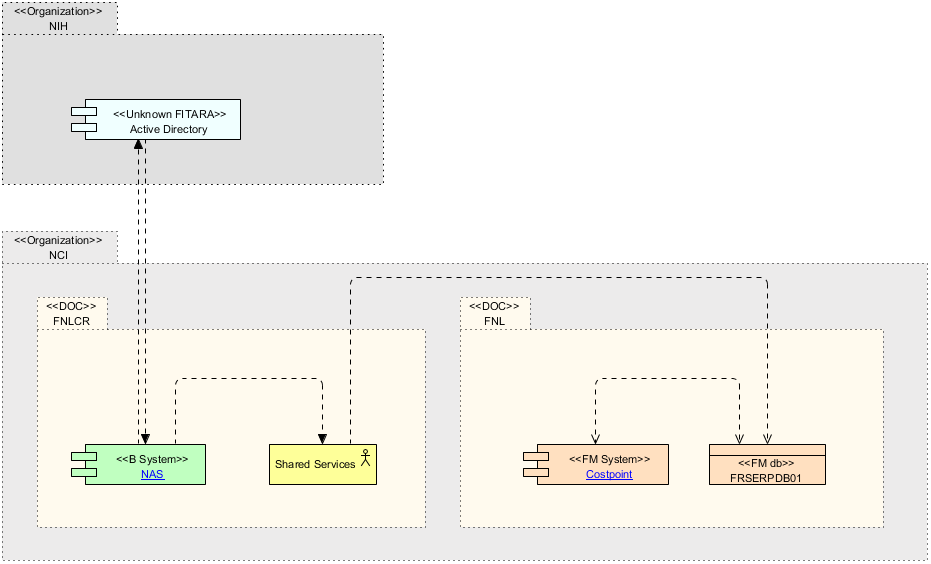 <<Organization>>
NIH
<<Unknown FITARA>>
Active Directory
<<Organization>>
NCI
<<DOC>>
FNLCR
<<DOC>>
FNL
<<B System>>
NAS
Shared Services
<<FM System>>
Costpoint
<<FM db>>
FRSERPDB01